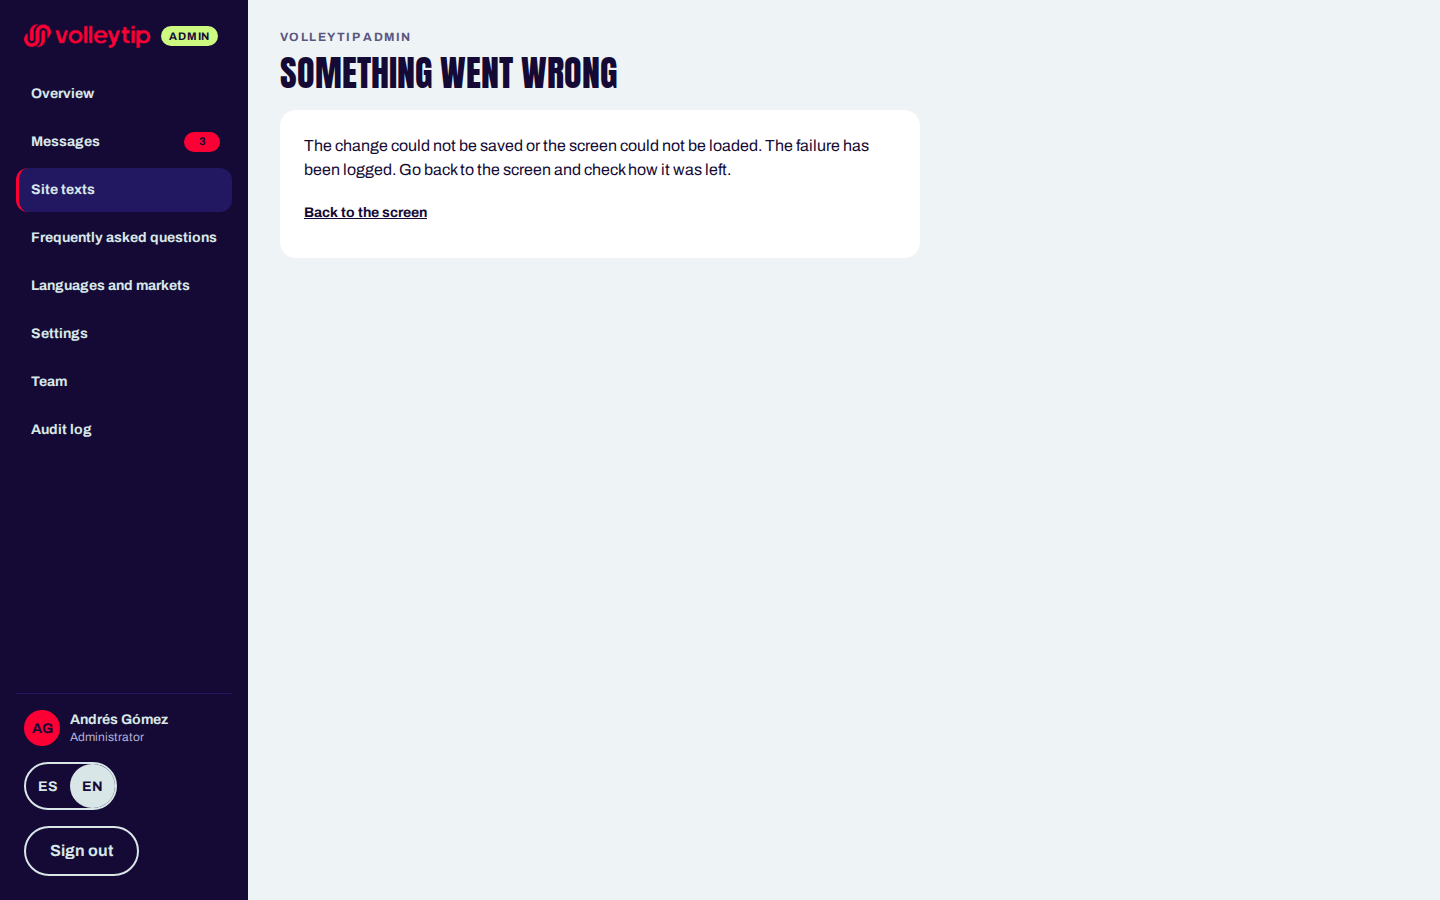 volleytip ADMIN
Overview
Messages 3
Site texts
Frequently asked questions
Languages and markets
Settings
Team
Audit log
AG Andrés Gómez
Administrator
ES EN
Sign out
VOLLEYTIP ADMIN
SOMETHING WENT WRONG
The change could not be saved or the screen could not be loaded. The failure has
been logged. Go back to the screen and check how it was left.
Back to the screen